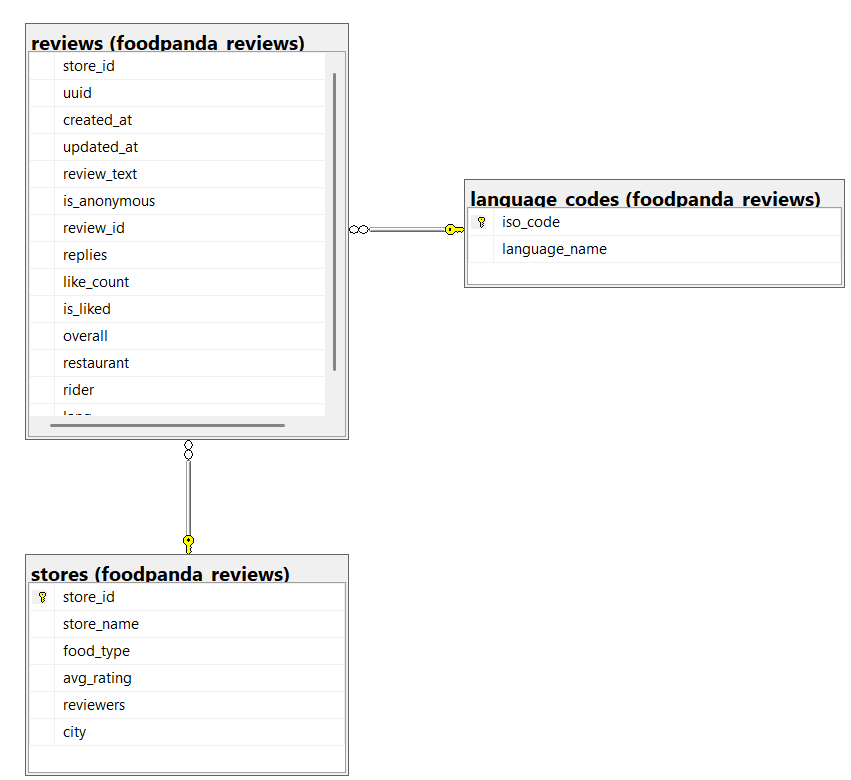 reviews (foodpanda_reviews)
store_id
uuid
created_at
updated_at
review_text
is_anonymous
review_id
replies
like_count
is_liked
overall
restaurant
rider
language_codes (foodpanda_reviews)
iso_code
language_name
stores (foodpanda_reviews)
store_id
store_name
food_type
avg_rating
reviewers
city